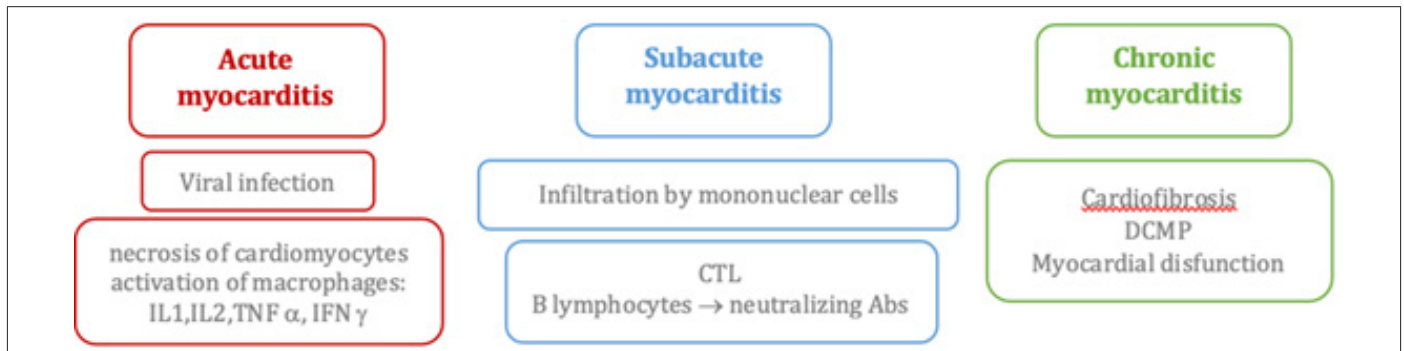 Acute
myocarditis
Viral infection
necrosis of cardiomyocytes
activation of macrophages:
IL1,IL2,TNF α, IFN γ
Subacute
myocarditis
Infiltration by mononuclear cells
CTL
B lymphocytes → neutralizing Abs
Chronic
myocarditis
Cardiofibrosis
DCMP
Myocardial disfunction